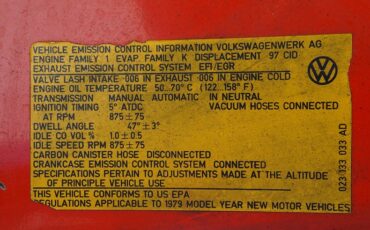 VEHICLE EMISSION CONTROL INFORMATION VOLKSWAGENWERK AG
ENGINE FAMILY 1 EVAP FAMILY K DISPLACEMENT 97 CID
EXHAUST EMISSION CONTROL SYSTEM EFI/EGR
VALVE LASH INTAKE .006 IN EXHAUST .006 IN ENGINE COLD
ENGINE OIL TEMPERATURE 50...70°C (122...158°F)
TRANSMISSION MANUAL AUTOMATIC IN NEUTRAL
IGNITION TIMING 5° ATDC VACUUM HOSES CONNECTED
AT RPM 875±75
DWELL ANGLE 47°±3°
IDLE CO VOL % 1.0±0.5
IDLE SPEED RPM 875±75
CARBON CANISTER HOSE DISCONNECTED
CRANKCASE EMISSION CONTROL SYSTEM CONNECTED
SPECIFICATIONS PERTAIN TO ADJUSTMENTS MADE AT THE ALTITUDE
OF PRINCIPLE VEHICLE USE
THIS VEHICLE CONFORMS TO US EPA
REGULATIONS APPLICABLE TO 1979 MODEL YEAR NEW MOTOR VEHICLES
023 133 033 AD